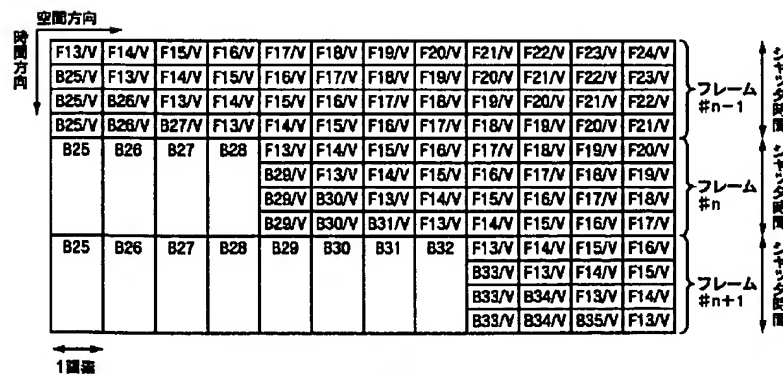 空間方向
時間方向
F13/V F14/V F15/V F16/V F17/V F18/V F19/V F20/V F21/V F22/V F23/V F24/V
B25/V F13/V F14/V F15/V F16/V F17/V F18/V F19/V F20/V F21/V F22/V F23/V
B25/V B26/V F13/V F14/V F15/V F16/V F17/V F18/V F19/V F20/V F21/V F22/V
B25/V B26/V B27/V F13/V F14/V F15/V F16/V F17/V F18/V F19/V F20/V F21/V
フレーム
#n-1
シャッタ時間
B25 B26 B27 B28 F13/V F14/V F15/V F16/V F17/V F18/V F19/V F20/V
B29/V F13/V F14/V F15/V F16/V F17/V F18/V F19/V
B29/V B30/V F13/V F14/V F15/V F16/V F17/V F18/V
B29/V B30/V B31/V F13/V F14/V F15/V F16/V F17/V
フレーム
#n
シャッタ時間
B25 B26 B27 B28 B29 B30 B31 B32 F13/V F14/V F15/V F16/V
B33/V F13/V F14/V F15/V
B33/V B34/V F13/V F14/V
B33/V B34/V B35/V F13/V
フレーム
#n+1
シャッタ時間
1画素